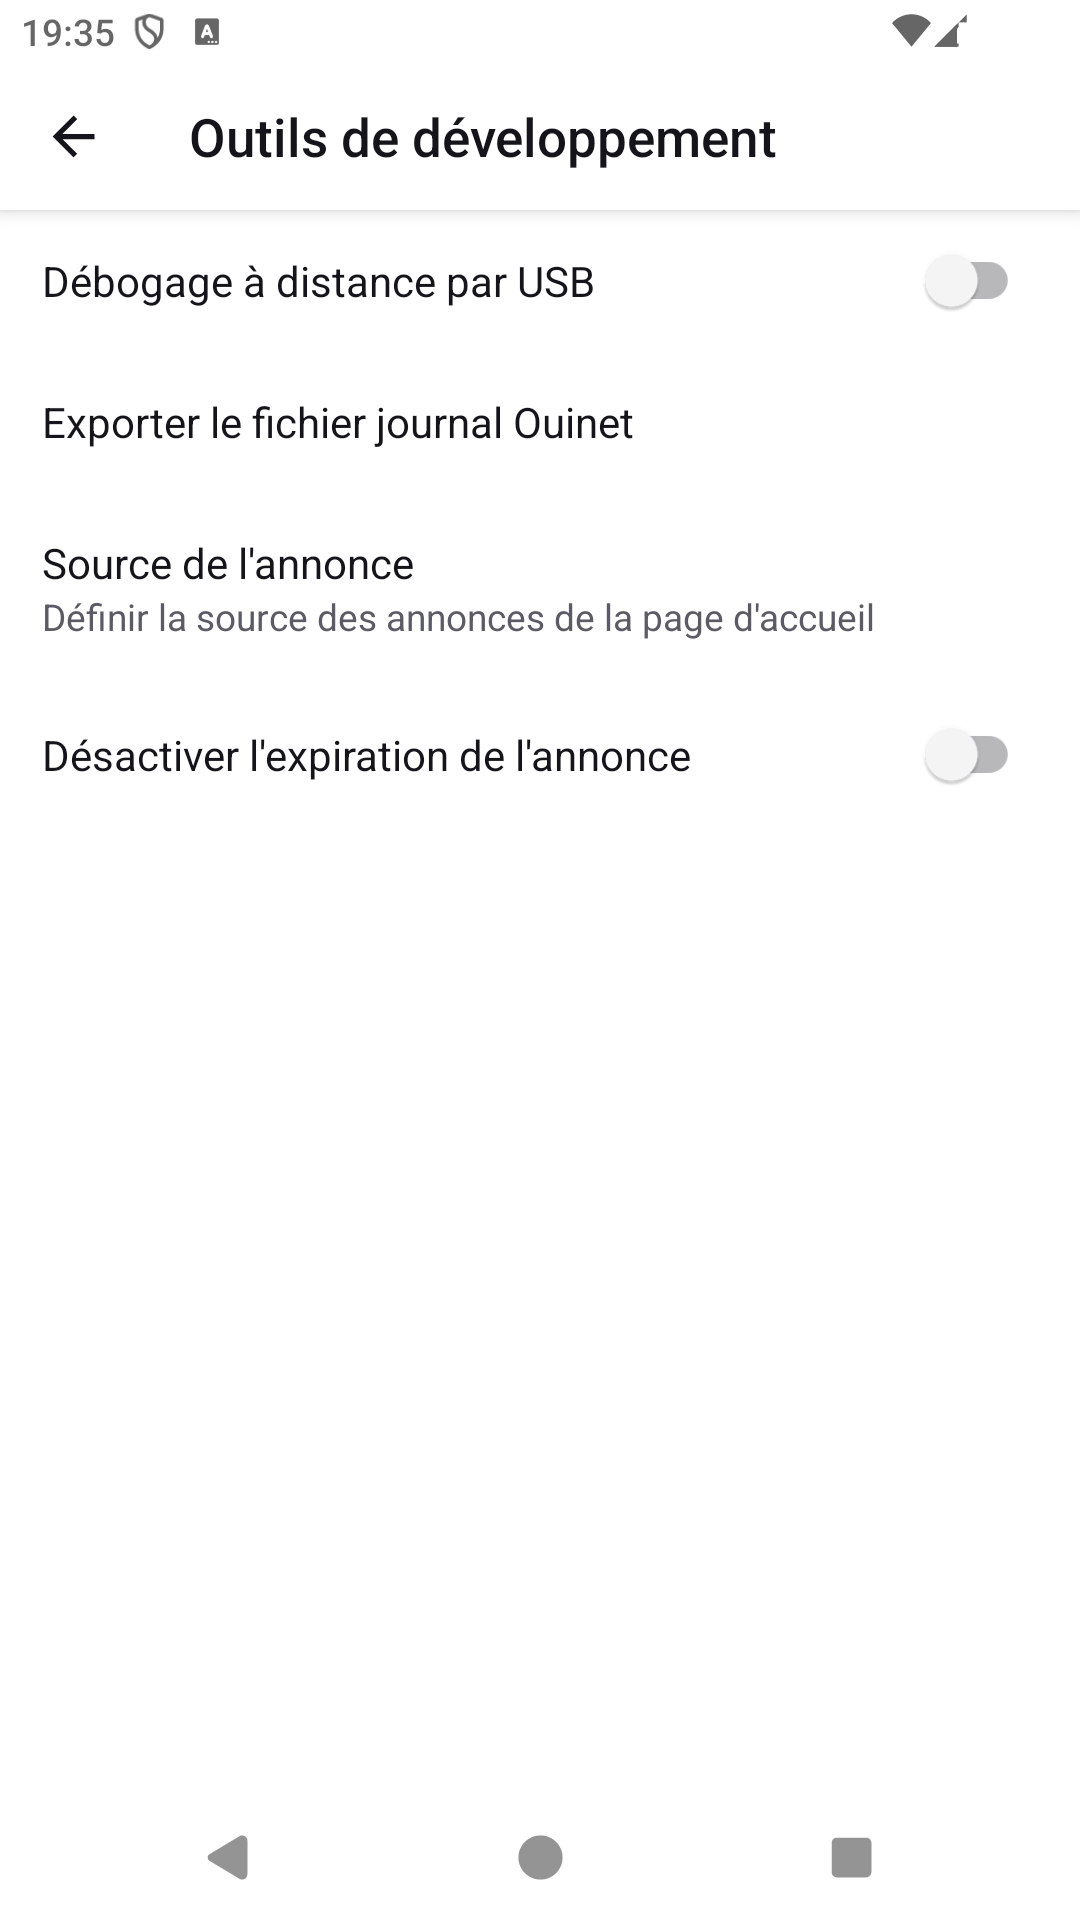 19:35
Outils de développement
Débogage à distance par USB
Exporter le fichier journal Ouinet
Source de l'annonce
Définir la source des annonces de la page d'accueil
Désactiver l'expiration de l'annonce